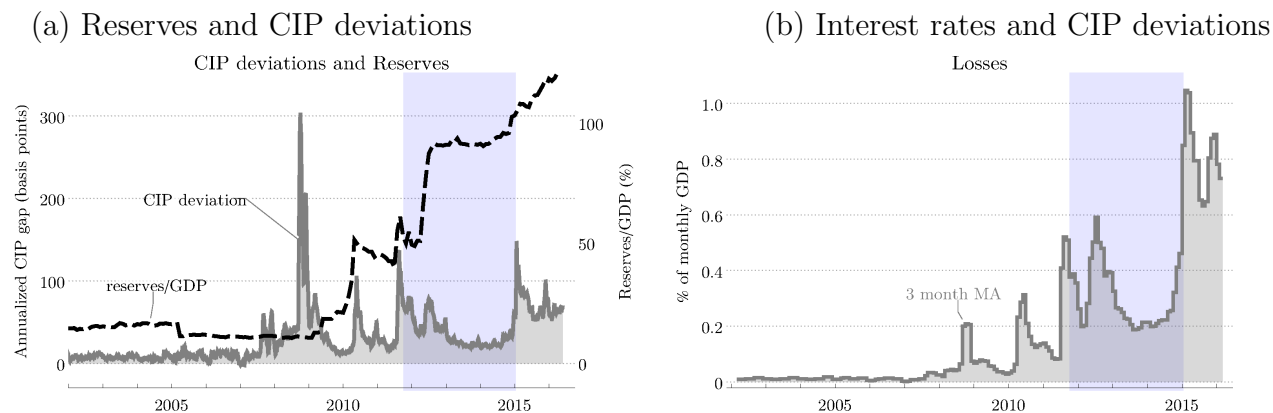 (a) Reserves and CIP deviations
CIP deviations and Reserves
Annualized CIP gap (basis points)
300
200
100
0
CIP deviation
reserves/GDP
100
50
0
Reserves/GDP (%)
2005
2010
2015
(b) Interest rates and CIP deviations
Losses
% of monthly GDP
1.0
0.8
0.6
0.4
0.2
0
3 month MA
2005
2010
2015